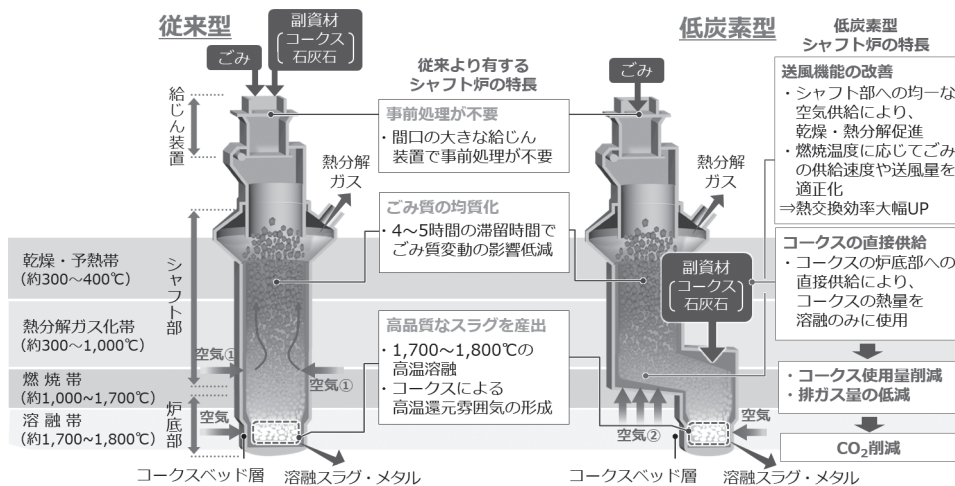 従来型
ごみ
副資材
コークス
石灰石
給じん装置
熱分解
ガス
乾燥・予熱帯
(約300～400℃)
熱分解ガス化帯
(約300～1,000℃)
燃焼帯
(約1,000～1,700℃)
溶融帯
(約1,700~1,800℃)
シャフト部
炉底部
空気①
空気①
空気
コークスベッド層
溶融スラグ・メタル
従来より有する
シャフト炉の特長
事前処理が不要
・間口の大きな給じん
装置で事前処理が不要
ごみ質の均質化
・4～5時間の滞留時間で
ごみ質変動の影響低減
高品質なスラグを産出
・1,700～1,800℃の
高温溶融
・コークスによる
高温還元雰囲気の形成
低炭素型
ごみ
熱分解
ガス
副資材
コークス
石灰石
空気②
空気
コークスベッド層
溶融スラグ・メタル
低炭素型
シャフト炉の特長
送風機能の改善
・シャフト部への均一な
空気供給により、
乾燥・熱分解促進
・燃焼温度に応じてごみ
の供給速度や送風量を
適正化
⇒熱交換効率大幅UP
コークスの直接供給
・コークスの炉底部への
直接供給により、
コークスの熱量を
溶融のみに使用
・コークス使用量削減
・排ガス量の低減
CO₂削減